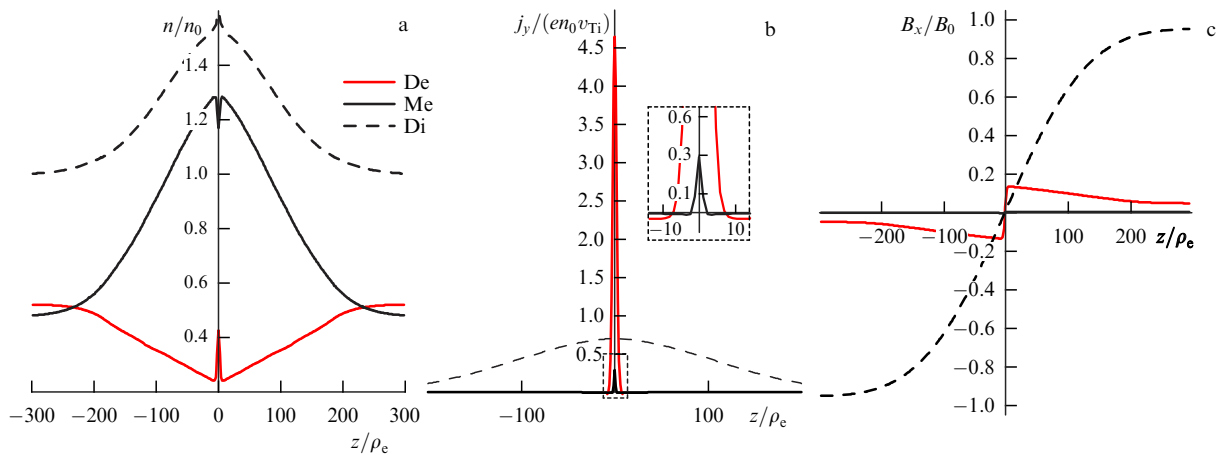 n/n₀
a
1.4
1.2
1.0
0.8
0.6
0.4
−300 −200 −100 0 100 200 300
z/ρₑ
De
Me
Di
j_y/(en₀v_Ti)
b
4.5
4.0
3.5
3.0
2.5
2.0
1.5
1.0
0.5
−100 100 z/ρₑ
0.6
0.3
0.1
−10 10
Bₓ/B₀
c
1.0
0.8
0.6
0.4
0.2
−200 −100 100 200 z/ρₑ
−0.2
−0.4
−0.6
−0.8
−1.0